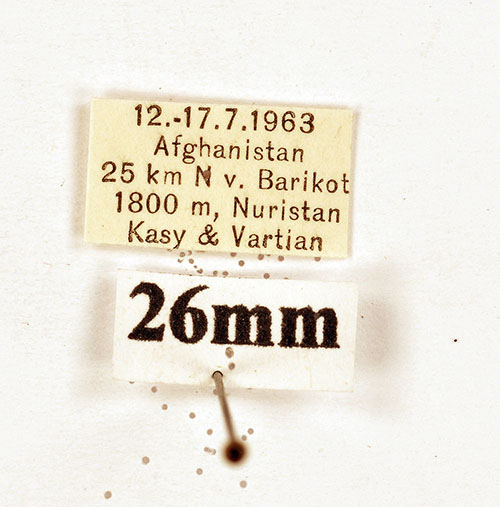 12.-17.7.1963
Afghanistan
25 km N v. Barikot
1800 m, Nuristan
Kasy & Vartian
26mm